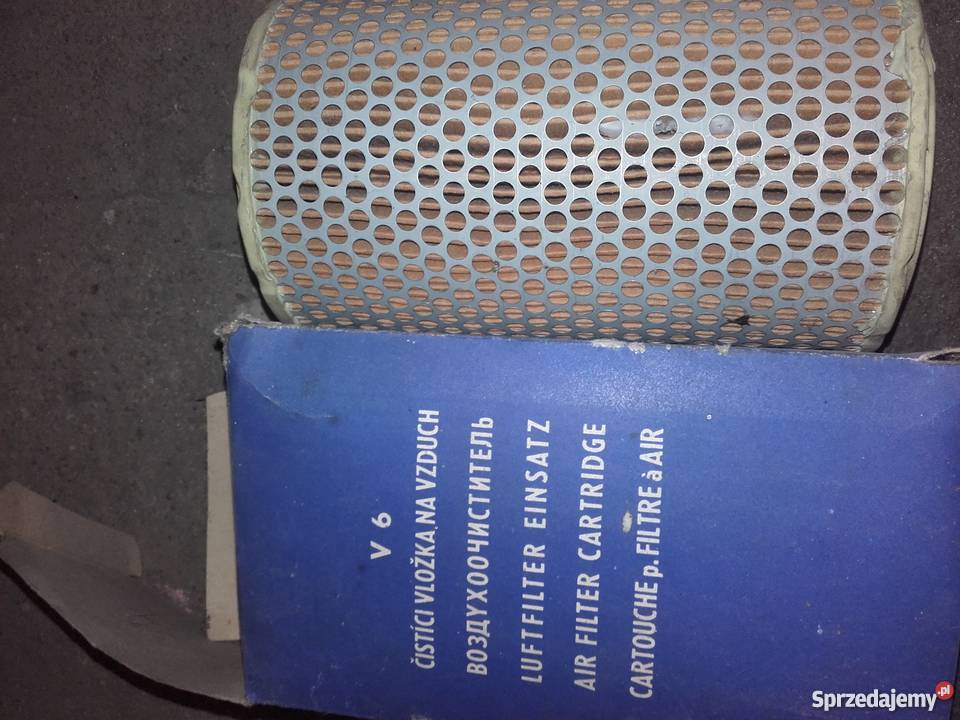 V 6
ČISTÍCÍ VLOŽKA NA VZDUCH
ВОЗДУХООЧИСТИТЕЛЬ
LUFTFILTER EINSATZ
AIR FILTER CARTRIDGE
CARTOUCHE p. FILTRE à AIR
Sprzedajemy.pl